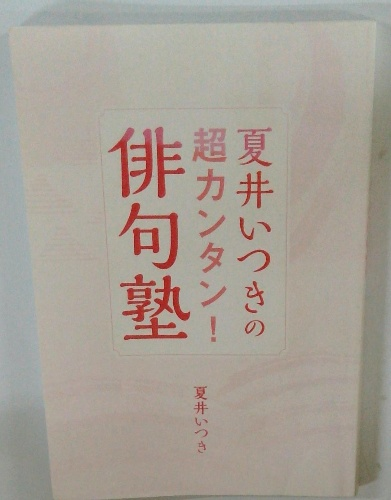 夏井いつきの
超カンタン！
俳句塾
夏井いつき